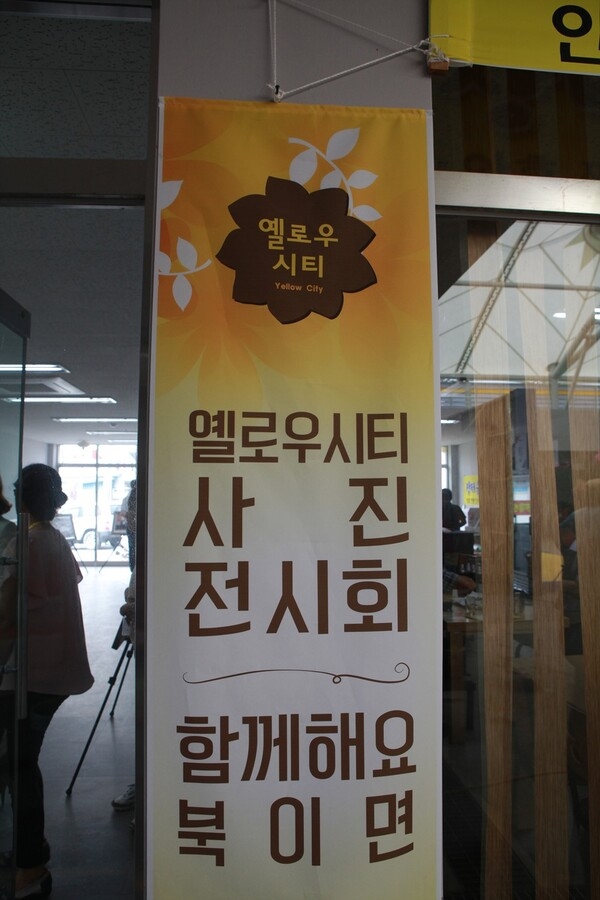 옐로우
시티
Yellow City
옐로우시티
사 진
전시회
함께해요
북 이 면